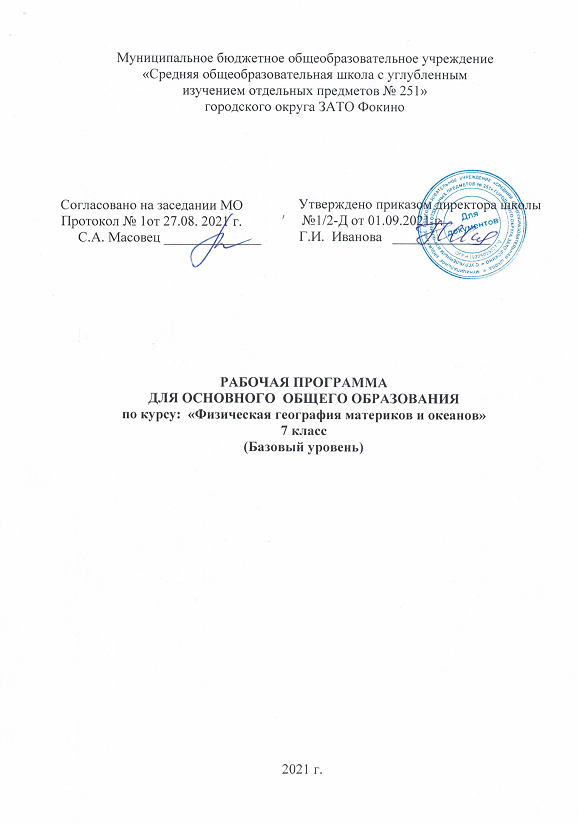 Муниципальное бюджетное общеобразовательное учреждение
«Средняя общеобразовательная школа с углубленным
изучением отдельных предметов № 251»
городского округа ЗАТО Фокино
Согласовано на заседании МО
Протокол № 1от 27.08. 2021 г.
С.А. Масовец
Утверждено приказом директора школы
№1/2-Д от 01.09.2021 г.
Г.И. Иванова
Для
документов
РАБОЧАЯ ПРОГРАММА
ДЛЯ ОСНОВНОГО ОБЩЕГО ОБРАЗОВАНИЯ
по курсу: «Физическая география материков и океанов»
7 класс
(Базовый уровень)
2021 г.